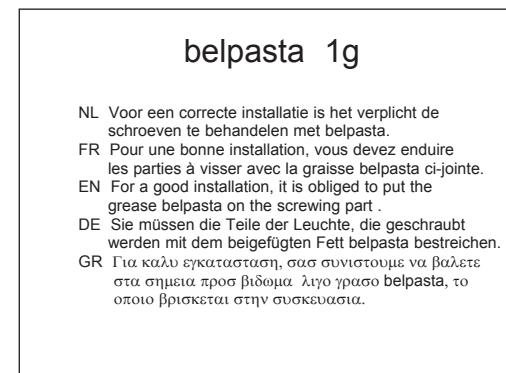 belpasta 1g
NL Voor een correcte installatie is het verplicht de
schroeven te behandelen met belpasta.
FR Pour une bonne installation, vous devez enduire
les parties à visser avec la graisse belpasta ci-jointe.
EN For a good installation, it is obliged to put the
grease belpasta on the screwing part .
DE Sie müssen die Teile der Leuchte, die geschraubt
werden mit dem beigefügten Fett belpasta bestreichen.
GR Για καλυ εγκατασταση, σασ συνιστουμε να βαλετε
στα σημεια προσ βιδωμα λιγο γρασο belpasta, το
οποιο βρισκεται στην συσκευασια.